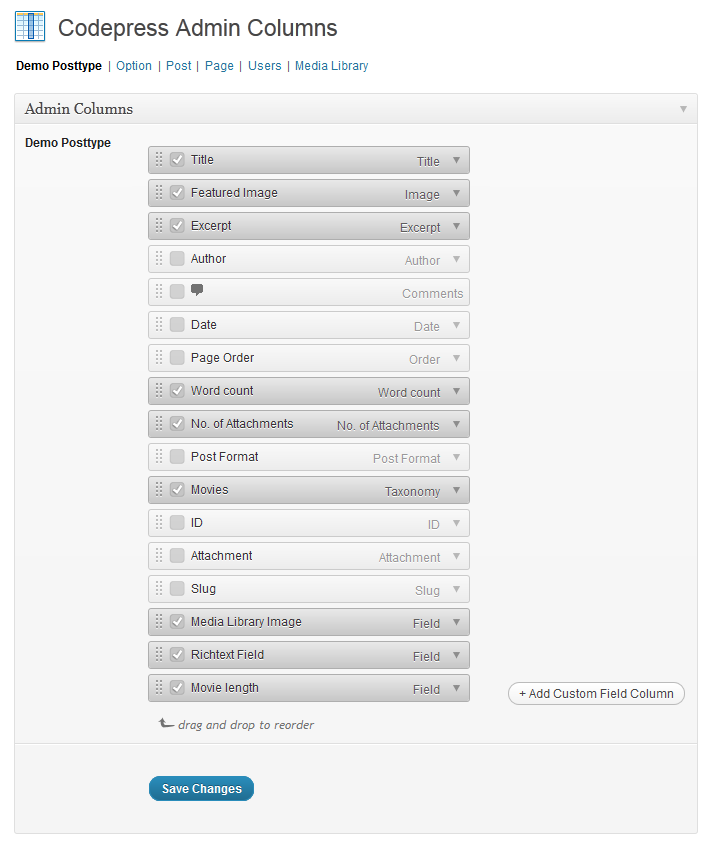 Codepress Admin Columns
Demo Posttype | Option | Post | Page | Users | Media Library
Admin Columns
Demo Posttype
Title Title
Featured Image Image
Excerpt Excerpt
Author Author
Comments
Date Date
Page Order Order
Word count Word count
No. of Attachments No. of Attachments
Post Format Post Format
Movies Taxonomy
ID ID
Attachment Attachment
Slug Slug
Media Library Image Field
Richtext Field Field
Movie length Field
+ Add Custom Field Column
drag and drop to reorder
Save Changes